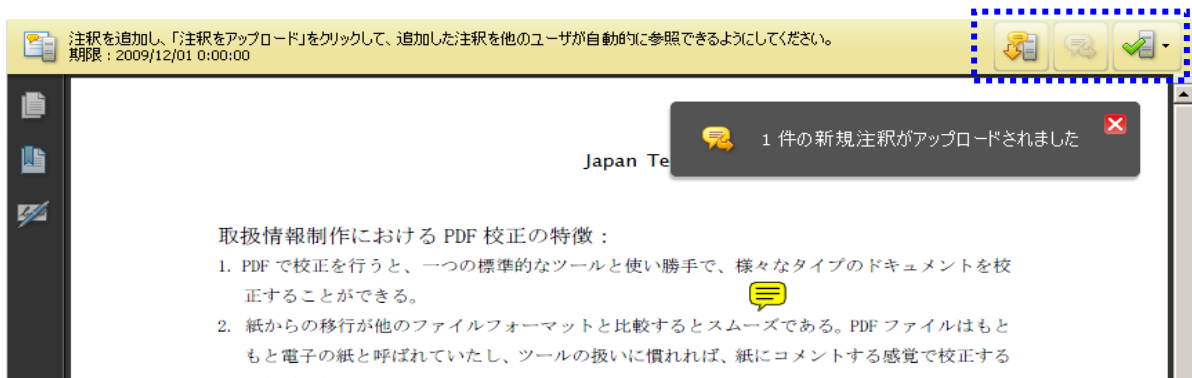 注釈を追加し、「注釈をアップロード」をクリックして、追加した注釈を他のユーザが自動的に参照できるようにしてください。
期限：2009/12/01 0:00:00
1 件の新規注釈がアップロードされました
Japan Te
取扱情報制作における PDF 校正の特徴：
1. PDF で校正を行うと、一つの標準的なツールと使い勝手で、様々なタイプのドキュメントを校
正することができる。
2. 紙からの移行が他のファイルフォーマットと比較するとスムーズである。PDF ファイルはもと
もと電子の紙と呼ばれていたし、ツールの扱いに慣れれば、紙にコメントする感覚で校正する